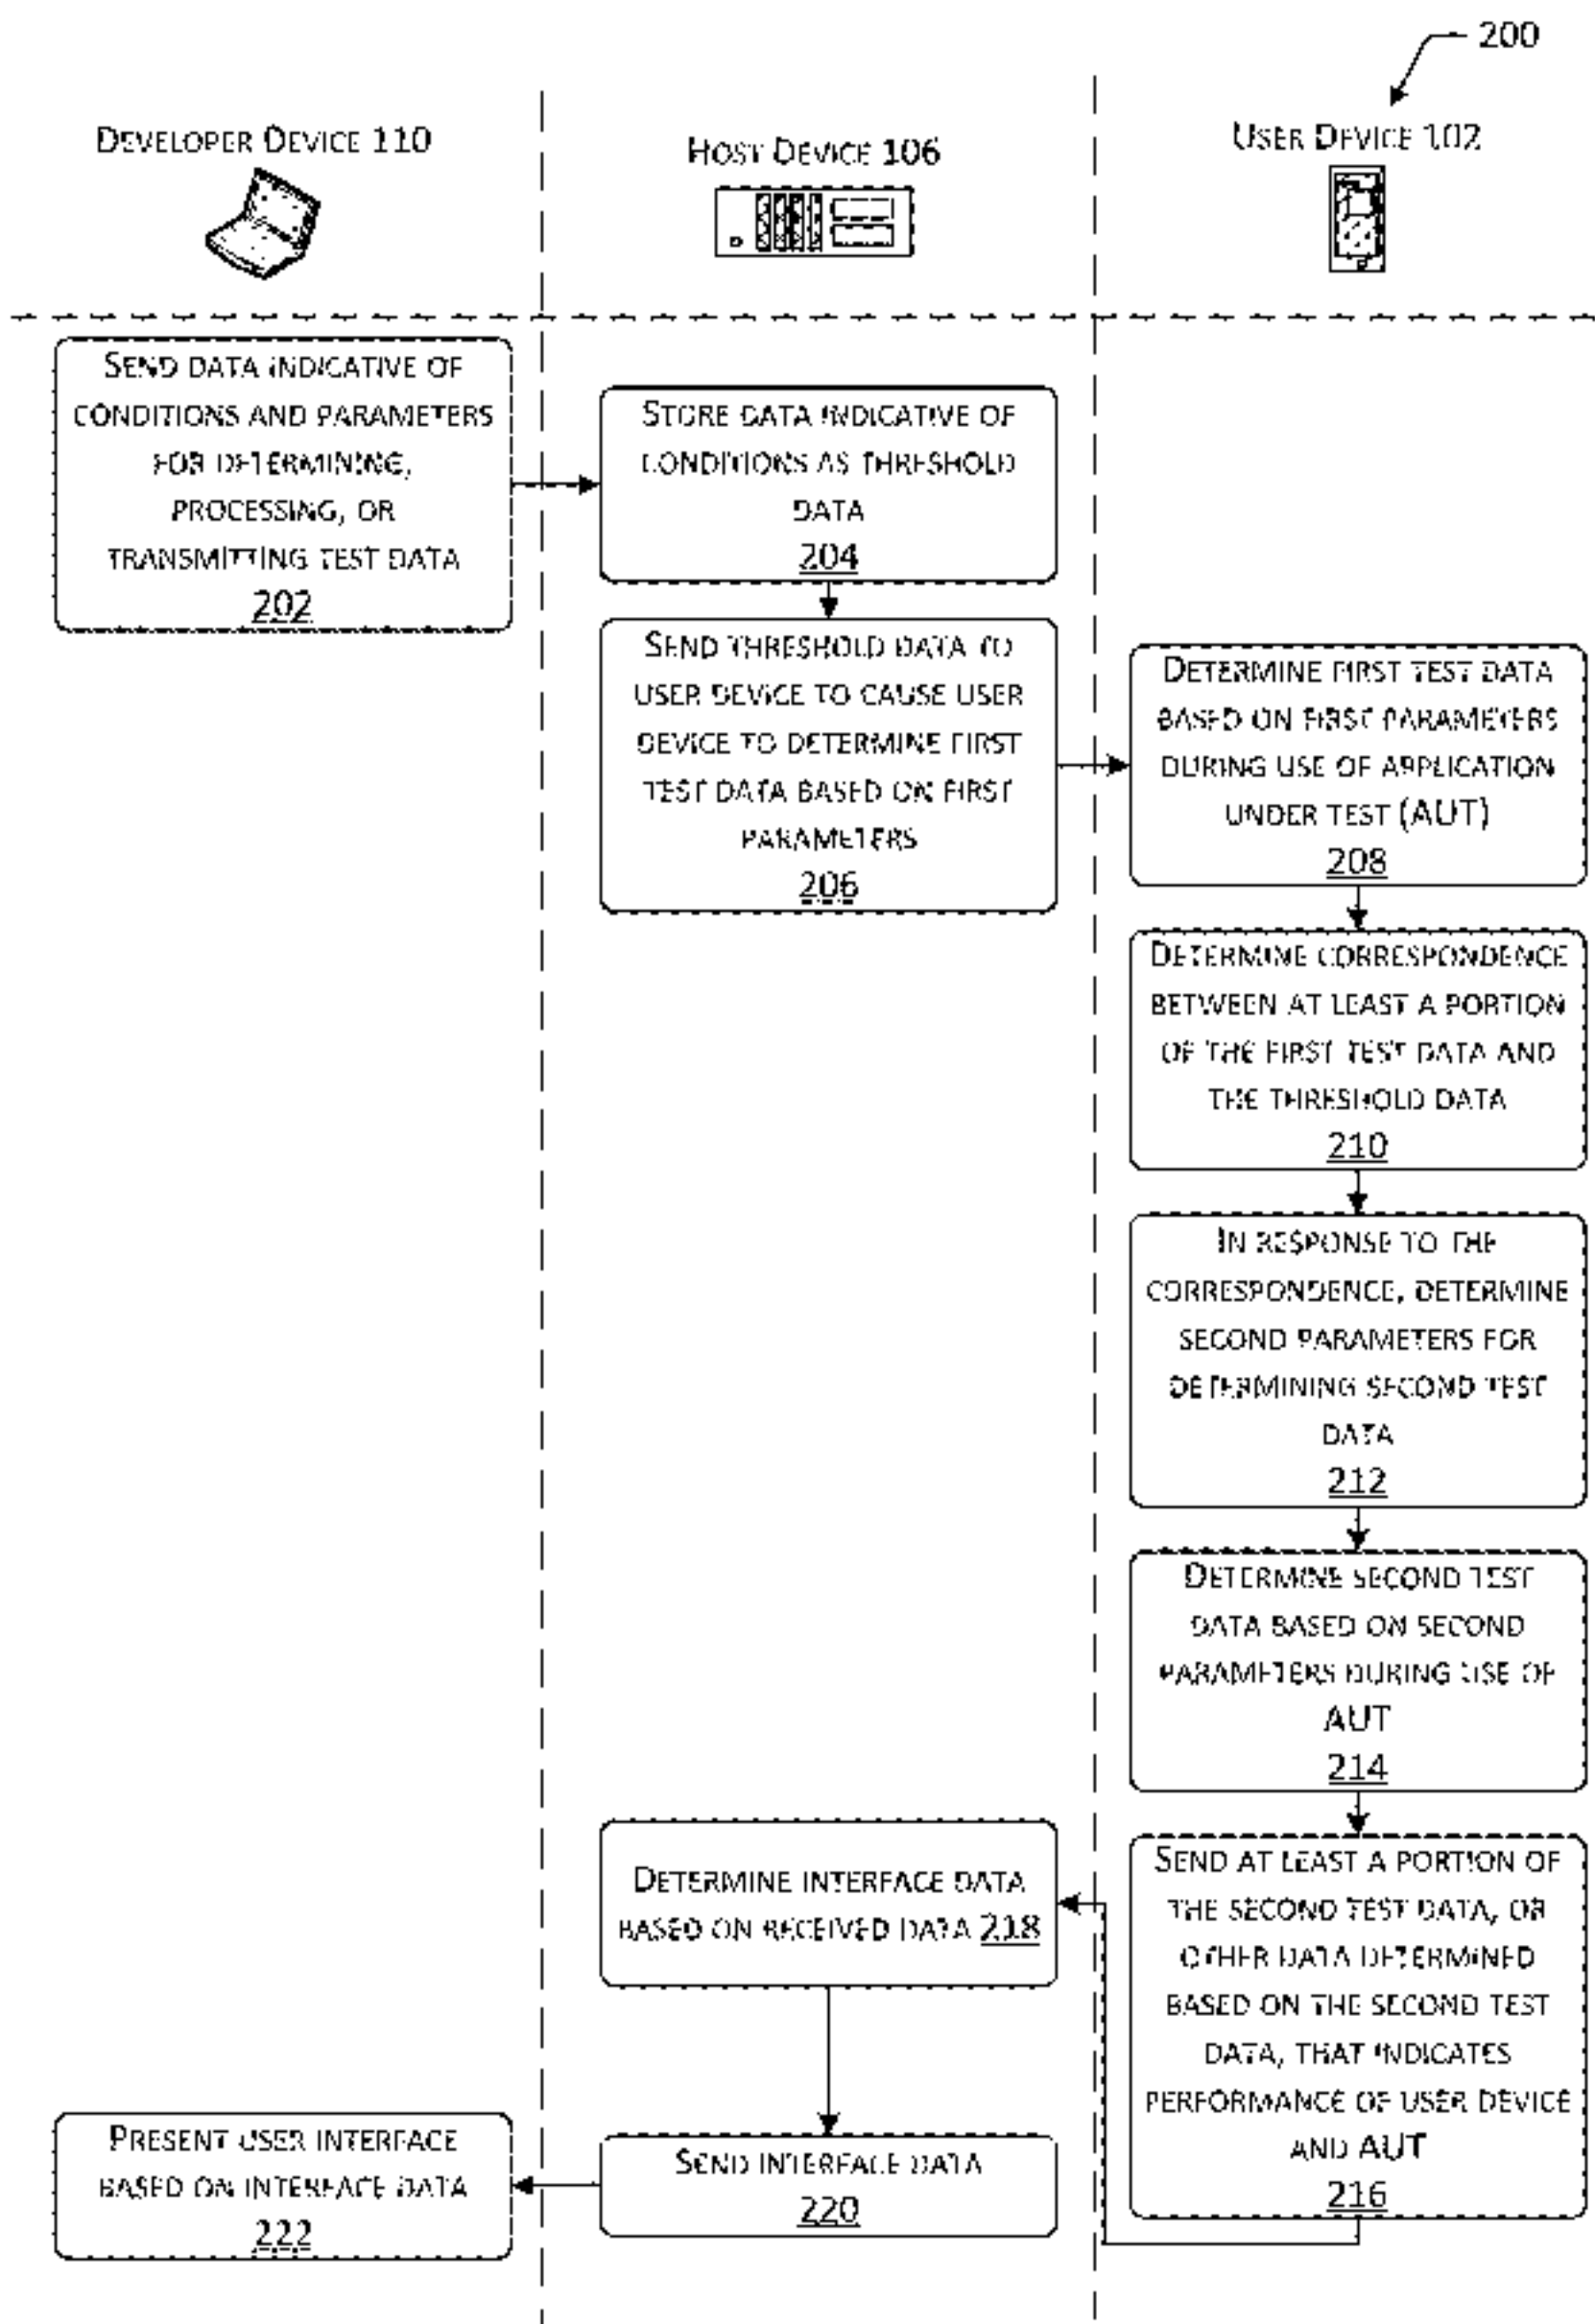 200
DEVELOPER DEVICE 110
HOST DEVICE 106
USER DEVICE 102
SEND DATA INDICATIVE OF
CONDITIONS AND PARAMETERS
FOR DETERMINING,
PROCESSING, OR
TRANSMITTING TEST DATA
202
STORE DATA INDICATIVE OF
CONDITIONS AS THRESHOLD
DATA
204
SEND THRESHOLD DATA TO
USER DEVICE TO CAUSE USER
DEVICE TO DETERMINE FIRST
TEST DATA BASED ON FIRST
PARAMETERS
206
DETERMINE FIRST TEST DATA
BASED ON FIRST PARAMETERS
DURING USE OF APPLICATION
UNDER TEST (AUT)
208
DETERMINE CORRESPONDENCE
BETWEEN AT LEAST A PORTION
OF THE FIRST TEST DATA AND
THE THRESHOLD DATA
210
IN RESPONSE TO THE
CORRESPONDENCE, DETERMINE
SECOND PARAMETERS FOR
DETERMINING SECOND TEST
DATA
212
DETERMINE SECOND TEST
DATA BASED ON SECOND
PARAMETERS DURING USE OF
AUT
214
SEND AT LEAST A PORTION OF
THE SECOND TEST DATA, OR
OTHER DATA DETERMINED
BASED ON THE SECOND TEST
DATA, THAT INDICATES
PERFORMANCE OF USER DEVICE
AND AUT
216
DETERMINE INTERFACE DATA
BASED ON RECEIVED DATA 218
SEND INTERFACE DATA
220
PRESENT USER INTERFACE
BASED ON INTERFACE DATA
222